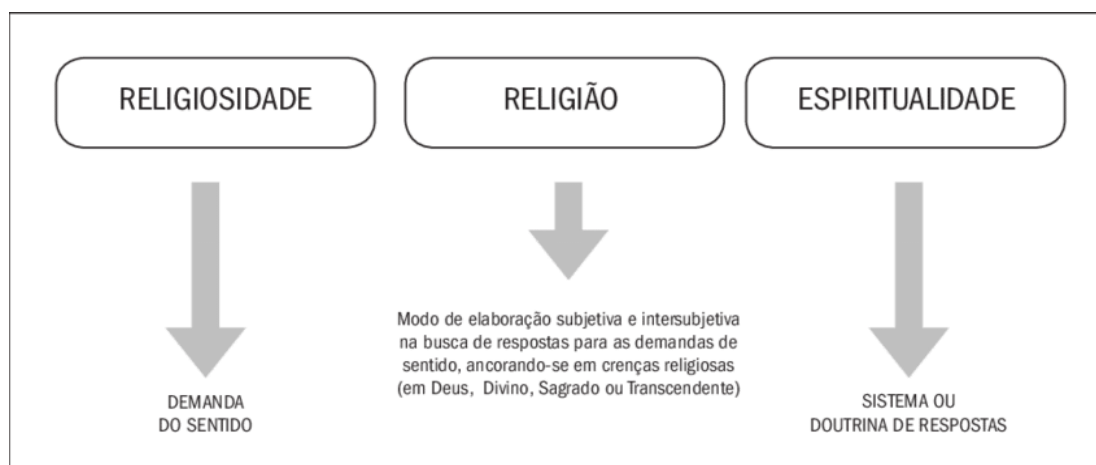 RELIGIOSIDADE
RELIGIÃO
ESPIRITUALIDADE
DEMANDA
DO SENTIDO
Modo de elaboração subjetiva e intersubjetiva
na busca de respostas para as demandas de
sentido, ancorando-se em crenças religiosas
(em Deus, Divino, Sagrado ou Transcendente)
SISTEMA OU
DOUTRINA DE RESPOSTAS